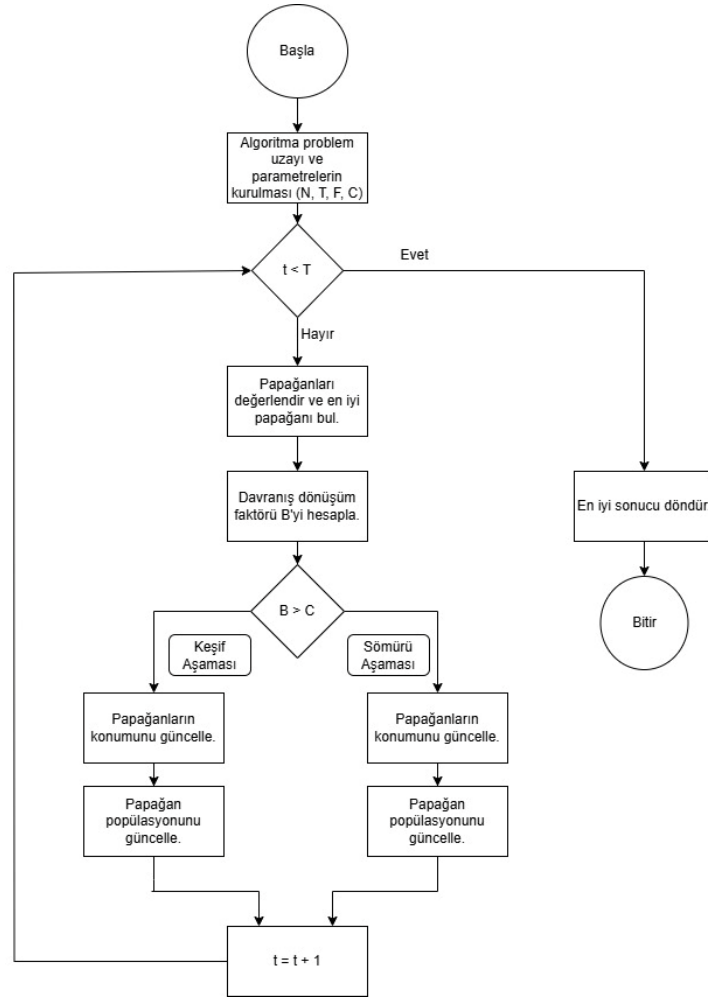 Başla
Algoritma problem
uzayı ve
parametrelerin
kurulması (N, T, F, C)
t < T
Evet
Hayır
Papağanları
değerlendir ve en iyi
papağanı bul.
Davranış dönüşüm
faktörü B'yi hesapla.
En iyi sonucu döndür.
Bitir
B > C
Keşif
Aşaması
Sömürü
Aşaması
Papağanların
konumunu güncelle.
Papağanların
konumunu güncelle.
Papağan
popülasyonunu
güncelle.
Papağan
popülasyonunu
güncelle.
t = t + 1